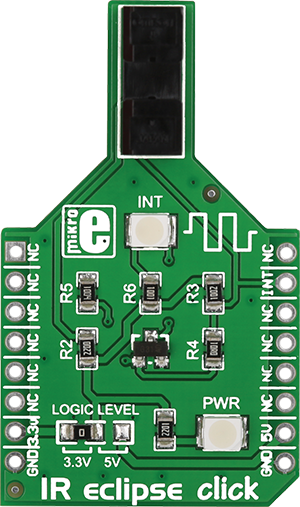 mikro e
INT
NC NC
NC INT
R5 R6 R3
NC NC
R2 R4
NC NC
NC NC
NC NC
LOGIC LEVEL PWR
3.3V 5V
3.3V 5V
GND GND
IR eclipse click